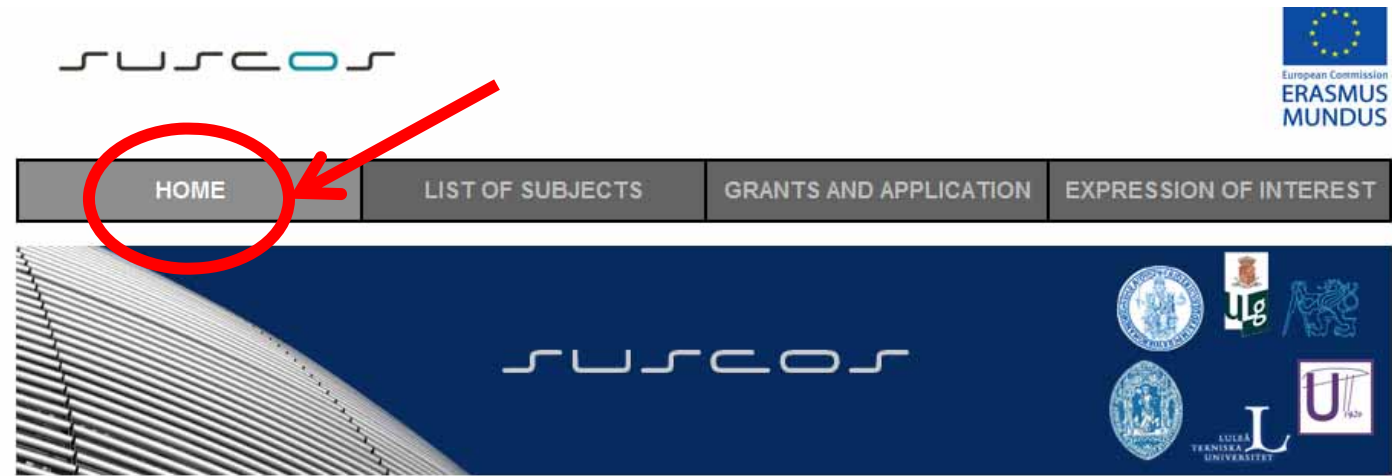 suscos
European Commission
ERASMUS
MUNDUS
HOME
LIST OF SUBJECTS
GRANTS AND APPLICATION
EXPRESSION OF INTEREST
suscos
ULg
U
1920
L
LULEÅ
TEKNISKA
UNIVERSITET